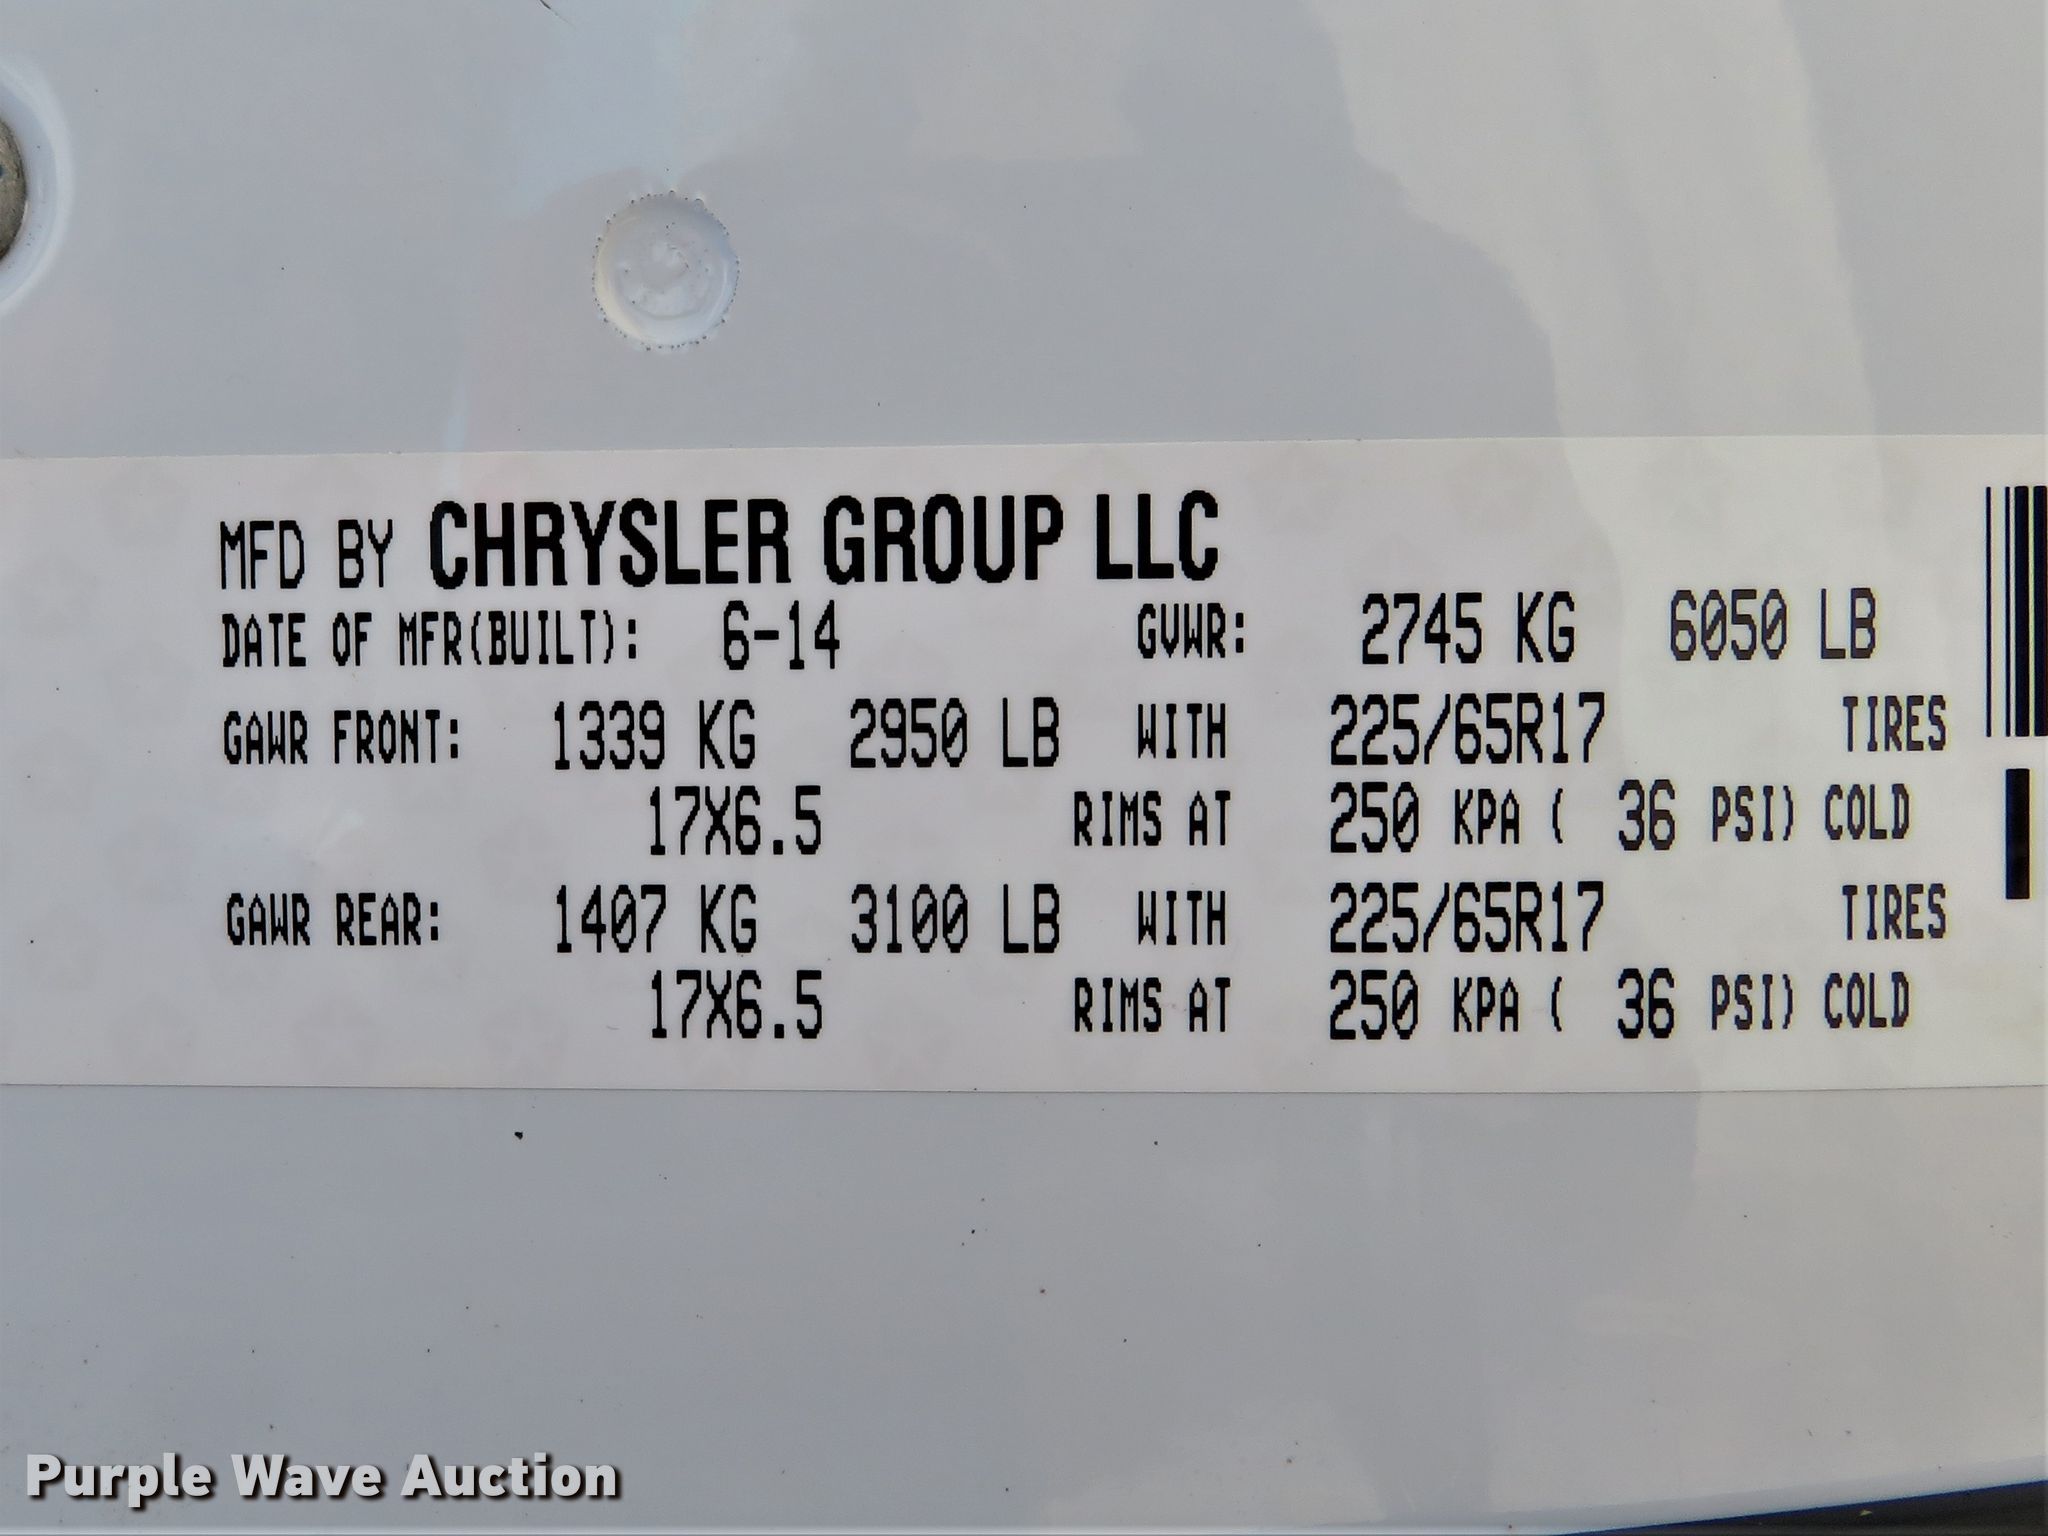 MFD BY CHRYSLER GROUP LLC
DATE OF MFR(BUILT): 6-14 GVWR: 2745 KG 6050 LB
GAWR FRONT: 1339 KG 2950 LB WITH 225/65R17 TIRES
17X6.5 RIMS AT 250 KPA ( 36 PSI) COLD
GAWR REAR: 1407 KG 3100 LB WITH 225/65R17 TIRES
17X6.5 RIMS AT 250 KPA ( 36 PSI) COLD
Purple Wave Auction